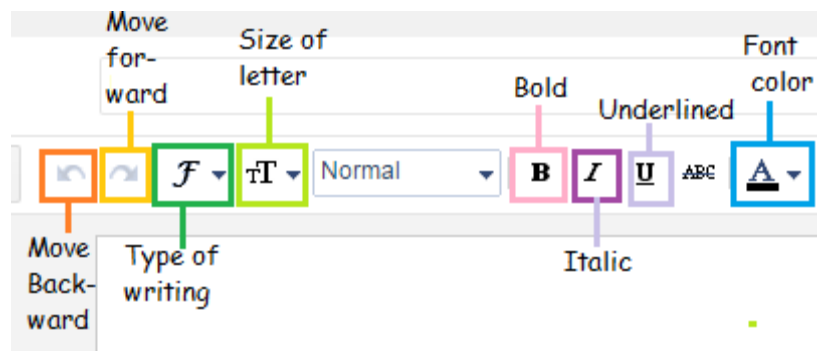 Move
for-
ward
Size of
letter
Bold
Underlined
Font
color
F
TT
Normal
B
I
U
ABC
A
Move
Back-
ward
Type of
writing
Italic